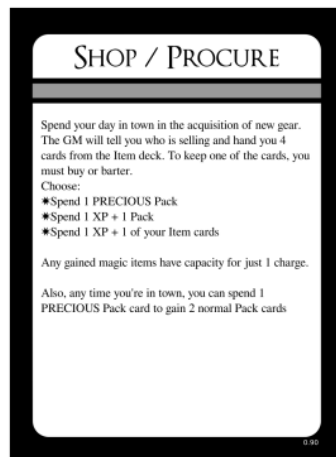 SHOP / PROCURE
Spend your day in town in the acquisition of new gear.
The GM will tell you who is selling and hand you 4
cards from the Item deck. To keep one of the cards, you
must buy or barter.
Choose:
✷Spend 1 PRECIOUS Pack
✷Spend 1 XP + 1 Pack
✷Spend 1 XP + 1 of your Item cards
Any gained magic items have capacity for just 1 charge.
Also, any time you're in town, you can spend 1
PRECIOUS Pack card to gain 2 normal Pack cards
0.90